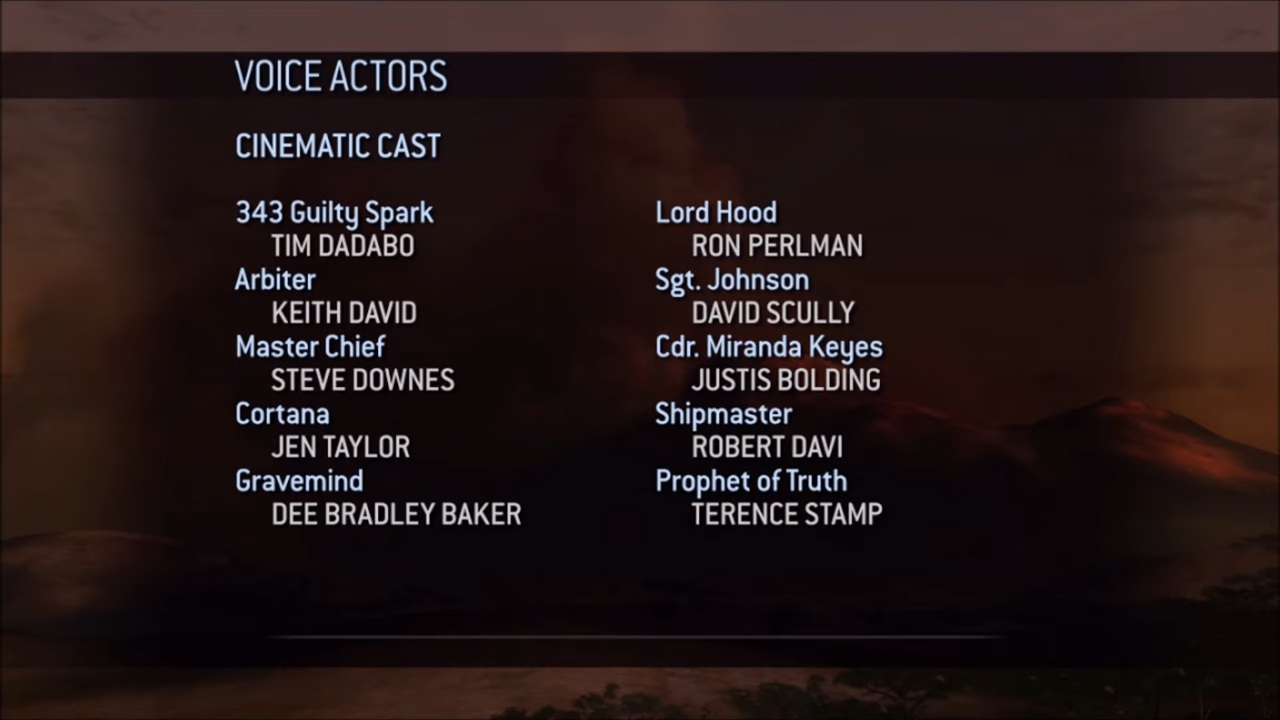 VOICE ACTORS
CINEMATIC CAST
343 Guilty Spark
TIM DADABO
Arbiter
KEITH DAVID
Master Chief
STEVE DOWNES
Cortana
JEN TAYLOR
Gravemind
DEE BRADLEY BAKER
Lord Hood
RON PERLMAN
Sgt. Johnson
DAVID SCULLY
Cdr. Miranda Keyes
JUSTIS BOLDING
Shipmaster
ROBERT DAVI
Prophet of Truth
TERENCE STAMP